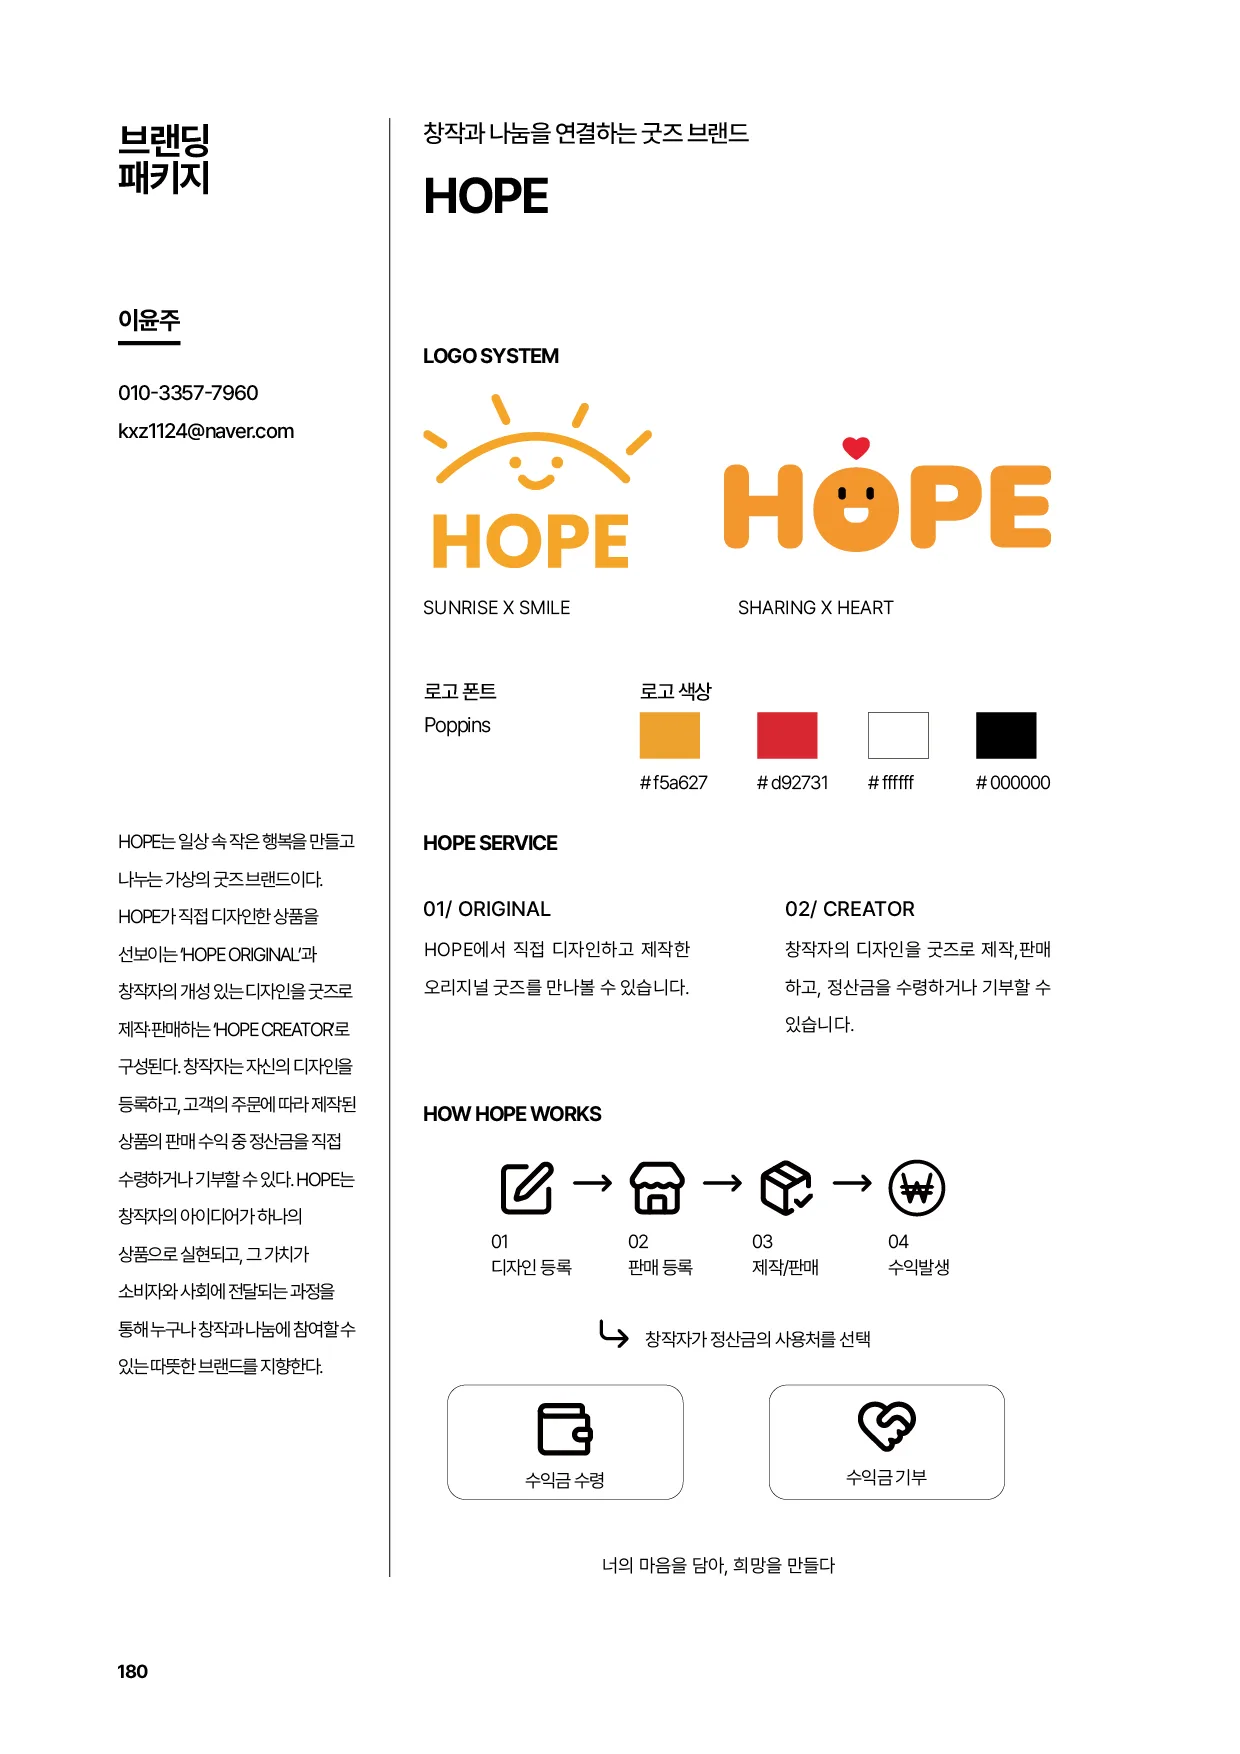 브랜딩
패키지
이윤주
010-3357-7960
kxz1124@naver.com
HOPE는 일상 속 작은 행복을 만들고
나누는 가상의 굿즈 브랜드이다.
HOPE가 직접 디자인한 상품을
선보이는 ‘HOPE ORIGINAL’과
창작자의 개성 있는 디자인을 굿즈로
제작·판매하는 ‘HOPE CREATOR’로
구성된다. 창작자는 자신의 디자인을
등록하고, 고객의 주문에 따라 제작된
상품의 판매 수익 중 정산금을 직접
수령하거나 기부할 수 있다. HOPE는
창작자의 아이디어가 하나의
상품으로 실현되고, 그 가치가
소비자와 사회에 전달되는 과정을
통해 누구나 창작과 나눔에 참여할 수
있는 따뜻한 브랜드를 지향한다.
창작과 나눔을 연결하는 굿즈 브랜드
HOPE
LOGO SYSTEM
HOPE
HOPE
SUNRISE X SMILE
SHARING X HEART
로고 폰트
Poppins
로고 색상
# f5a627
# d92731
# ffffff
# 000000
HOPE SERVICE
01/ ORIGINAL
HOPE에서 직접 디자인하고 제작한
오리지널 굿즈를 만나볼 수 있습니다.
02/ CREATOR
창작자의 디자인을 굿즈로 제작,판매
하고, 정산금을 수령하거나 기부할 수
있습니다.
HOW HOPE WORKS
01
디자인 등록
02
판매 등록
03
제작/판매
04
수익발생
창작자가 정산금의 사용처를 선택
수익금 수령
수익금 기부
너의 마음을 담아, 희망을 만들다
180